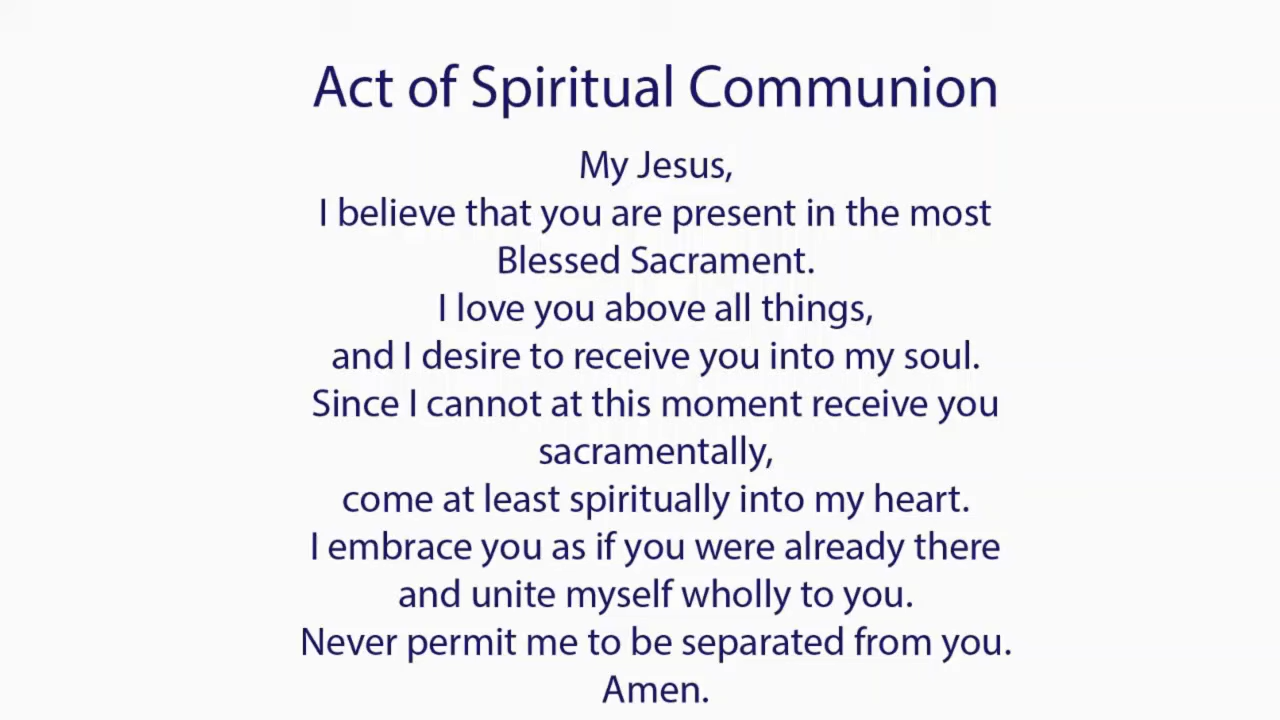 Act of Spiritual Communion
My Jesus,
I believe that you are present in the most
Blessed Sacrament.
I love you above all things,
and I desire to receive you into my soul.
Since I cannot at this moment receive you
sacramentally,
come at least spiritually into my heart.
I embrace you as if you were already there
and unite myself wholly to you.
Never permit me to be separated from you.
Amen.